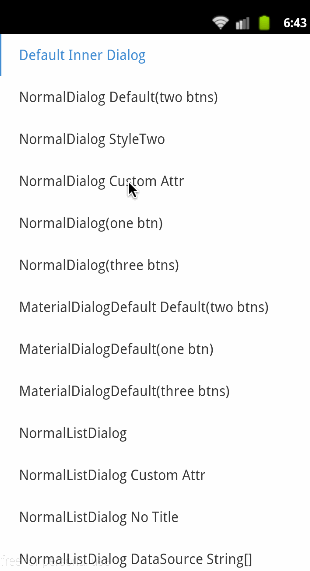 6:43
Default Inner Dialog
NormalDialog Default(two btns)
NormalDialog StyleTwo
NormalDialog Custom Attr
NormalDialog(one btn)
NormalDialog(three btns)
MaterialDialogDefault Default(two btns)
MaterialDialogDefault(one btn)
MaterialDialogDefault(three btns)
NormalListDialog
NormalListDialog Custom Attr
NormalListDialog No Title
NormalListDialog DataSource String[]